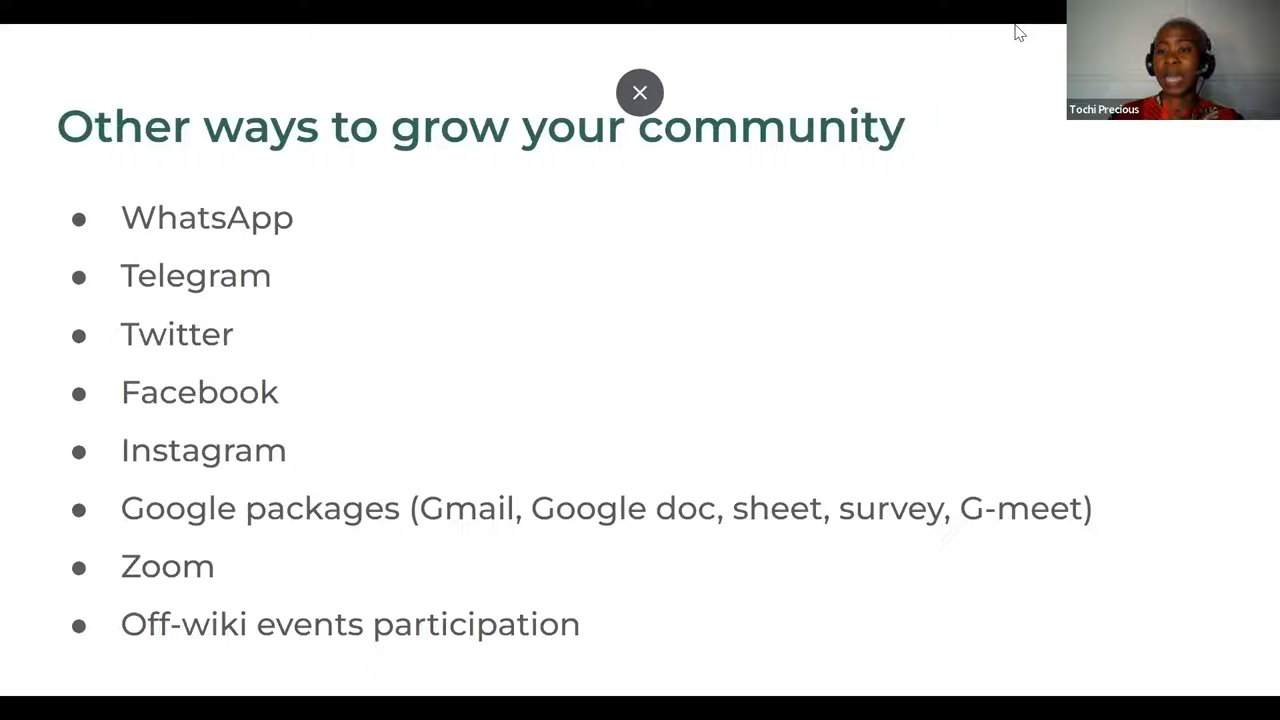 Other ways to grow your community
Tochi Precious
● WhatsApp
● Telegram
● Twitter
● Facebook
● Instagram
● Google packages (Gmail, Google doc, sheet, survey, G-meet)
● Zoom
● Off-wiki events participation